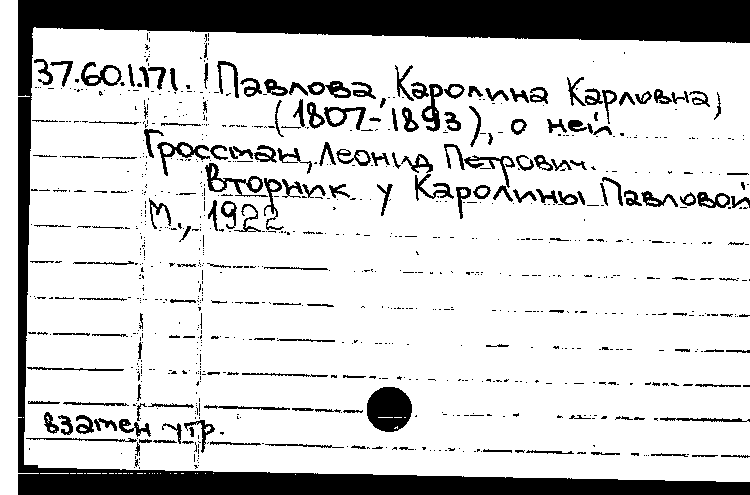 37.60.1.171. Павлова, Каролина Карловна,
(1807-1893), о ней.
Гроссман, Леонид Петрович.
Вторник у Каролины Павловой
М., 1922
взамен утр.